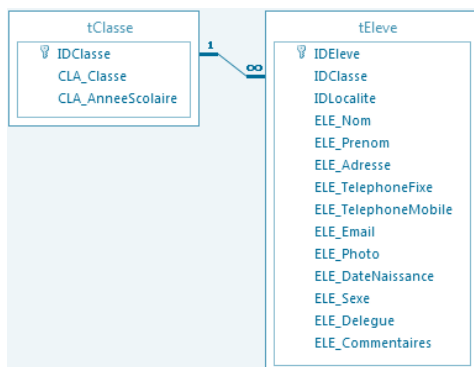 tClasse
IDClasse
CLA_Classe
CLA_AnneeScolaire
1
∞
tEleve
IDEleve
IDClasse
IDLocalite
ELE_Nom
ELE_Prenom
ELE_Adresse
ELE_TelephoneFixe
ELE_TelephoneMobile
ELE_Email
ELE_Photo
ELE_DateNaissance
ELE_Sexe
ELE_Delegue
ELE_Commentaires